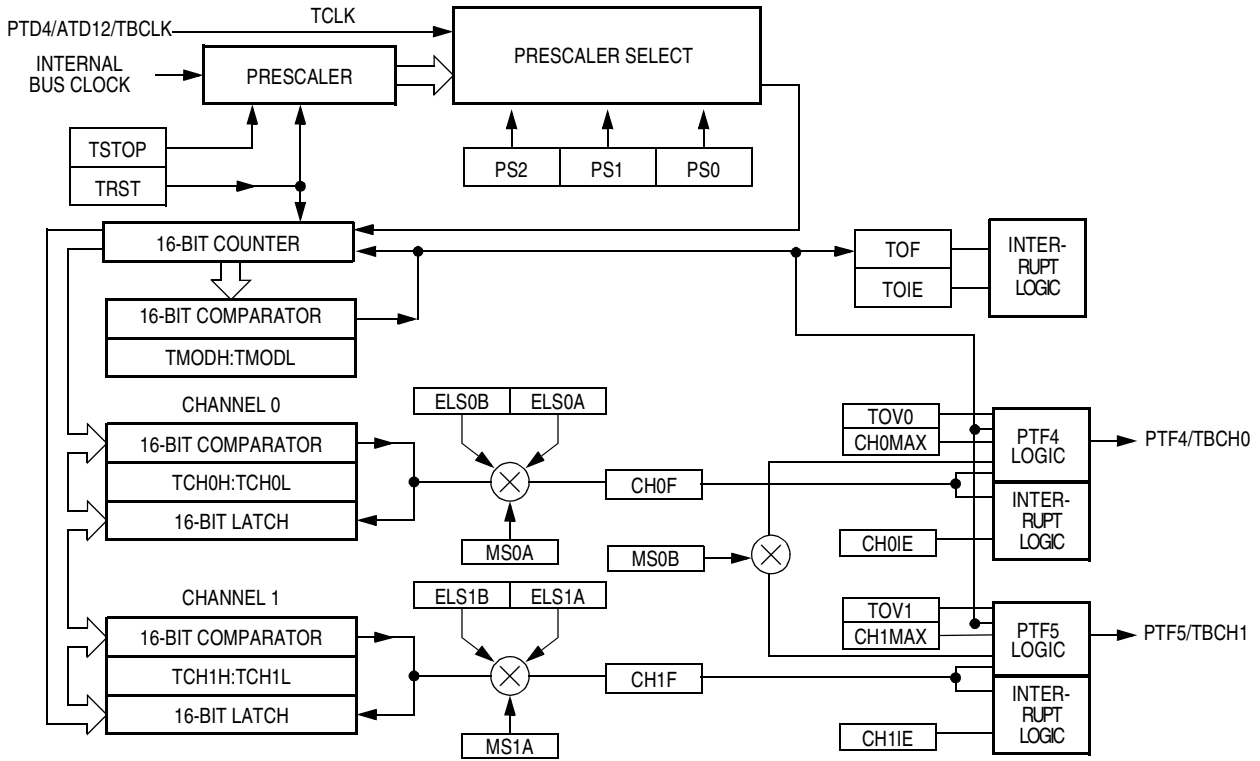 TCLK
PTD4/ATD12/TBCLK
PRESCALER SELECT
INTERNAL
BUS CLOCK
PRESCALER
TSTOP
TRST
PS2
PS1
PS0
16-BIT COUNTER
TOF
TOIE
INTER-
RUPT
LOGIC
16-BIT COMPARATOR
TMODH:TMODL
CHANNEL 0
ELS0B
ELS0A
TOV0
CH0MAX
PTF4
LOGIC
PTF4/TBCH0
16-BIT COMPARATOR
TCH0H:TCH0L
16-BIT LATCH
CH0F
INTER-
RUPT
LOGIC
MS0A
MS0B
CH0IE
CHANNEL 1
ELS1B
ELS1A
TOV1
CH1MAX
PTF5
LOGIC
PTF5/TBCH1
16-BIT COMPARATOR
TCH1H:TCH1L
16-BIT LATCH
CH1F
INTER-
RUPT
LOGIC
MS1A
CH1IE